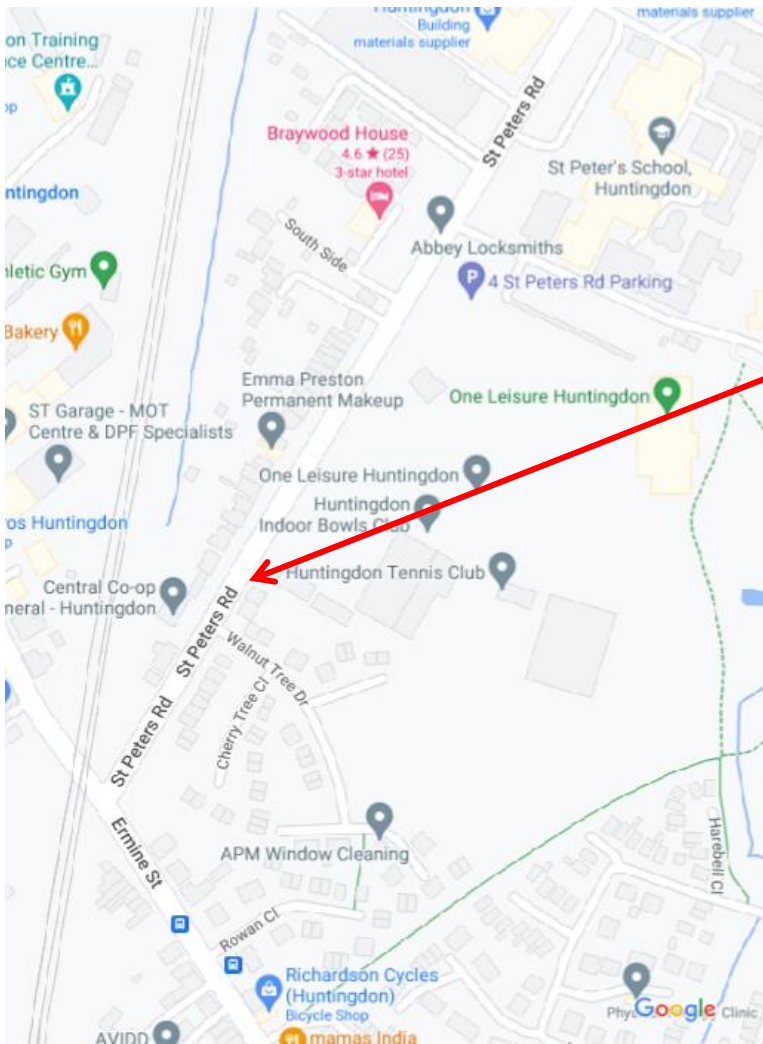 Huntingdon
Building
materials supplier
materials supplier
on Training
ce Centre...
op
St Peters Rd
Braywood House
4.6 ★ (25)
3-star hotel
St Peter's School,
Huntingdon
ntingdon
South Side
Abbey Locksmiths
hletic Gym
P
4 St Peters Rd Parking
Bakery
Emma Preston
Permanent Makeup
One Leisure Huntingdon
ST Garage - MOT
Centre & DPF Specialists
One Leisure Huntingdon
Huntingdon
Indoor Bowls Club
ros Huntingdon
p
Huntingdon Tennis Club
Central Co-op
neral - Huntingdon
St Peters Rd
Walnut Tree Dr
Cherry Tree Cl
St Peters Rd
Ermine St
APM Window Cleaning
Harebell Cl
Rowan Cl
Richardson Cycles
(Huntingdon)
Bicycle Shop
Google
Clinic
AVIDD
mamas India